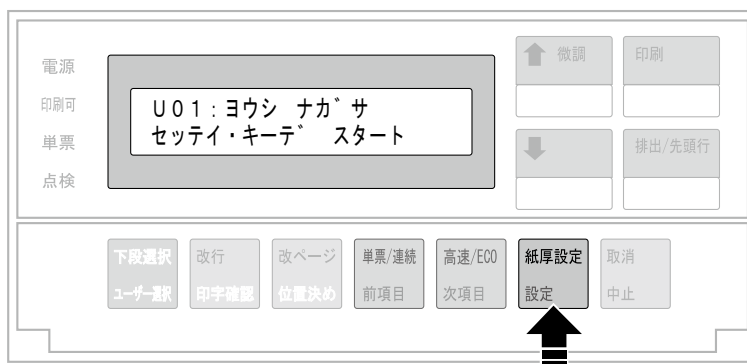 電源
印刷可
単票
点検
U01:ヨウシ ナガ゛サ
セッテイ・キーデ゛ スタート
微調
印刷
排出/先頭行
下段選択
ユーザー選択
改行
印字確認
改ページ
位置決め
単票/連続
前項目
高速/ECO
次項目
紙厚設定
設定
取消
中止